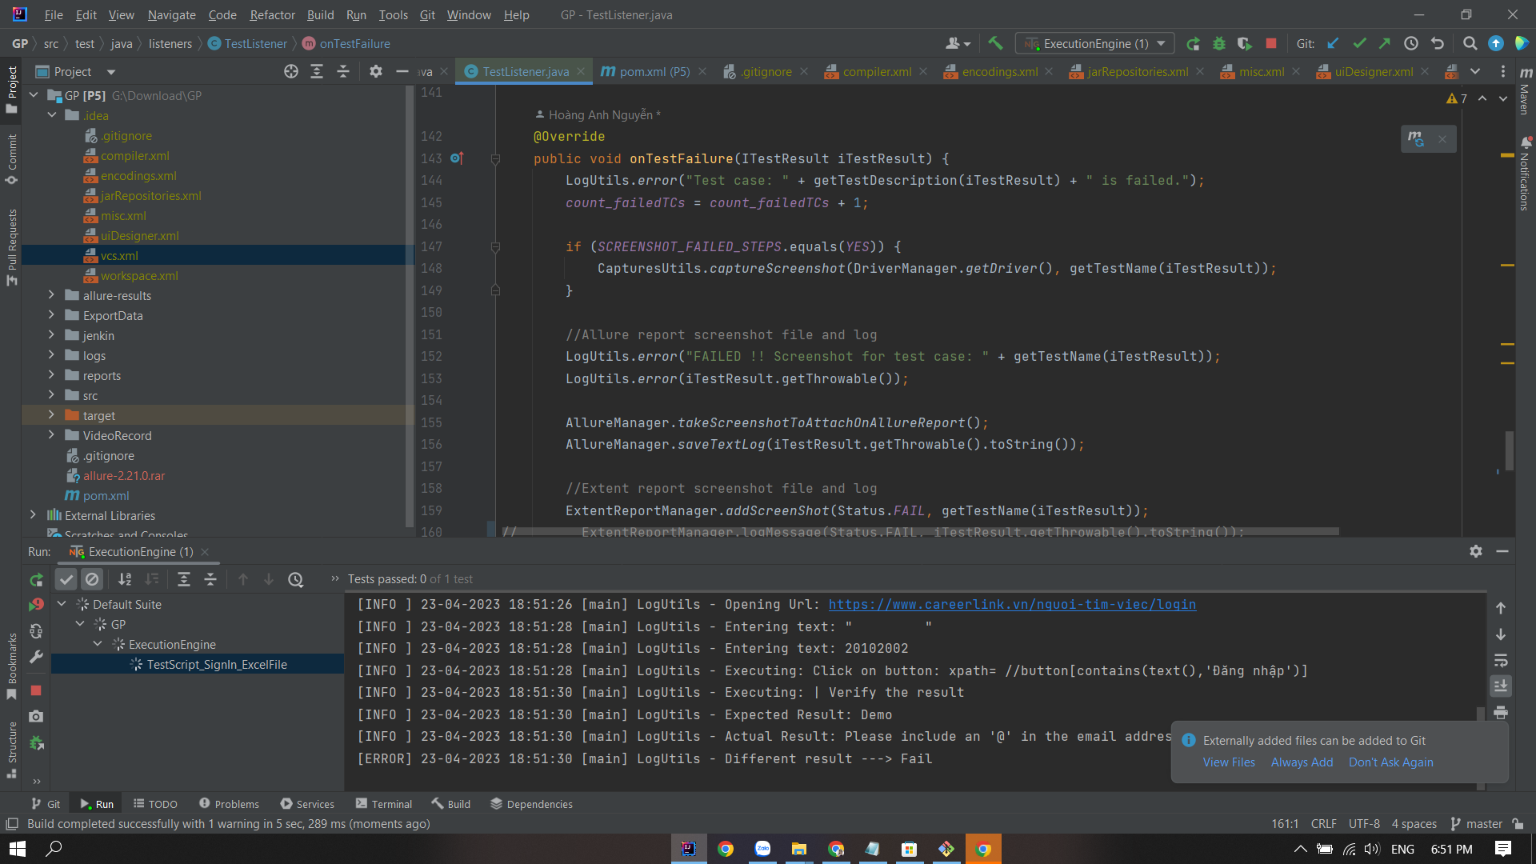 File Edit View Navigate Code Refactor Build Run Tools Git Window Help GP - TestListener.java
GP src test java listeners TestListener onTestFailure ExecutionEngine (1) Git:
Project ava TestListener.java pom.xml (P5) .gitignore compiler.xml encodings.xml jarRepositories.xml misc.xml uiDesigner.xml
Project
Commit
Pull Requests
Bookmarks
Structure
Maven
Notifications
GP [P5] G:\Download\GP
.idea
.gitignore
compiler.xml
encodings.xml
jarRepositories.xml
misc.xml
uiDesigner.xml
vcs.xml
workspace.xml
allure-results
ExportData
jenkin
logs
reports
src
target
VideoRecord
.gitignore
allure-2.21.0.rar
pom.xml
External Libraries
Scratches and Consoles
7
141
Hoàng Anh Nguyễn *
142 @Override
143 public void onTestFailure(ITestResult iTestResult) {
144 LogUtils.error("Test case: " + getTestDescription(iTestResult) + " is failed.");
145 count_failedTCs = count_failedTCs + 1;
146
147 if (SCREENSHOT_FAILED_STEPS.equals(YES)) {
148 CapturesUtils.captureScreenshot(DriverManager.getDriver(), getTestName(iTestResult));
149 }
150
151 //Allure report screenshot file and log
152 LogUtils.error("FAILED !! Screenshot for test case: " + getTestName(iTestResult));
153 LogUtils.error(iTestResult.getThrowable());
154
155 AllureManager.takeScreenshotToAttachOnAllureReport();
156 AllureManager.saveTextLog(iTestResult.getThrowable().toString());
157
158 //Extent report screenshot file and log
159 ExtentReportManager.addScreenShot(Status.FAIL, getTestName(iTestResult));
160 // ExtentReportManager.logMessage(Status.FAIL, iTestResult.getThrowable().toString());
Run: ExecutionEngine (1)
Tests passed: 0 of 1 test
Default Suite
GP
ExecutionEngine
TestScript_SignIn_ExcelFile
[INFO ] 23-04-2023 18:51:26 [main] LogUtils - Opening Url: https://www.careerlink.vn/nguoi-tim-viec/login
[INFO ] 23-04-2023 18:51:28 [main] LogUtils - Entering text: " "
[INFO ] 23-04-2023 18:51:28 [main] LogUtils - Entering text: 20102002
[INFO ] 23-04-2023 18:51:28 [main] LogUtils - Executing: Click on button: xpath= //button[contains(text(),'Đăng nhập')]
[INFO ] 23-04-2023 18:51:30 [main] LogUtils - Executing: | Verify the result
[INFO ] 23-04-2023 18:51:30 [main] LogUtils - Expected Result: Demo
[INFO ] 23-04-2023 18:51:30 [main] LogUtils - Actual Result: Please include an '@' in the email addres
[ERROR] 23-04-2023 18:51:30 [main] LogUtils - Different result ---> Fail
Externally added files can be added to Git
View Files Always Add Don't Ask Again
Git Run TODO Problems Services Terminal Build Dependencies
Build completed successfully with 1 warning in 5 sec, 289 ms (moments ago) 161:1 CRLF UTF-8 4 spaces master
Zalo ENG 6:51 PM